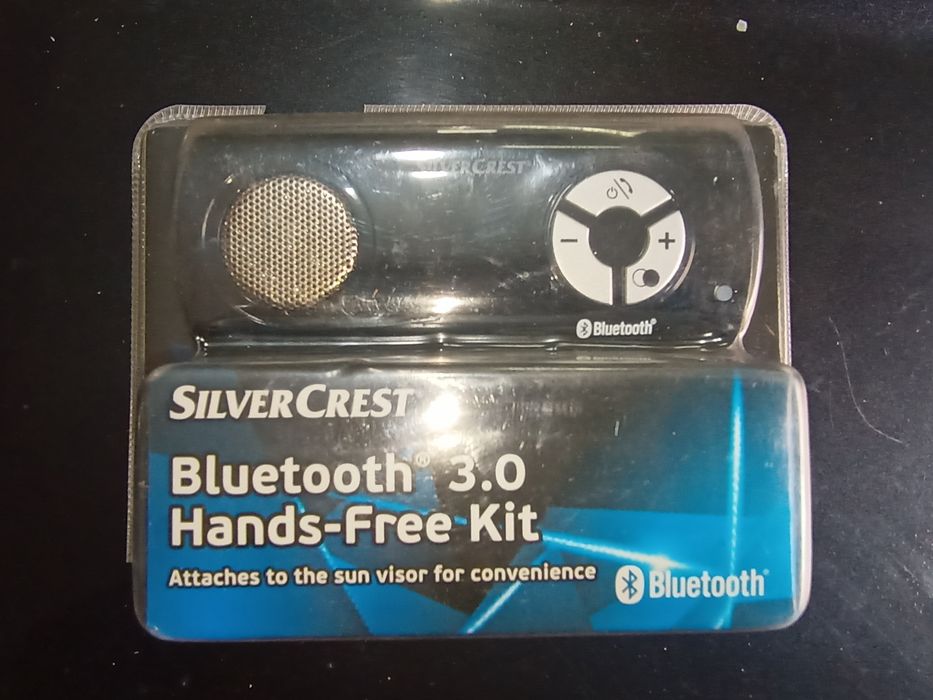 SILVERCREST
− +
Bluetooth®
SILVERCREST
Bluetooth® 3.0
Hands-Free Kit
Attaches to the sun visor for convenience
Bluetooth®